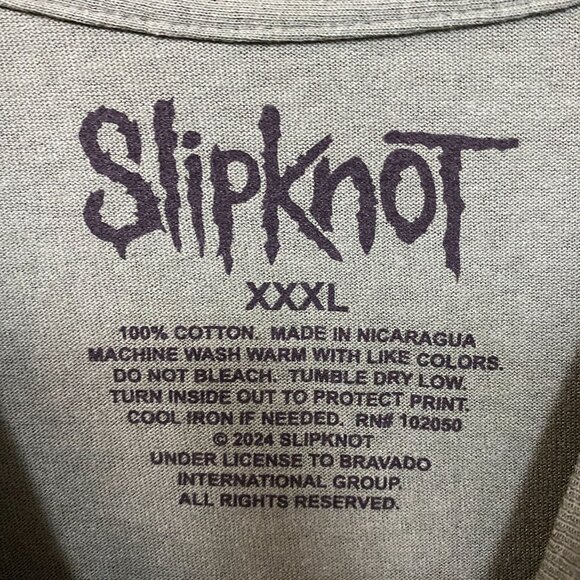 SlipknoT
XXXL
100% COTTON. MADE IN NICARAGUA
MACHINE WASH WARM WITH LIKE COLORS.
DO NOT BLEACH. TUMBLE DRY LOW.
TURN INSIDE OUT TO PROTECT PRINT.
COOL IRON IF NEEDED. RN# 102050
© 2024 SLIPKNOT
UNDER LICENSE TO BRAVADO
INTERNATIONAL GROUP.
ALL RIGHTS RESERVED.